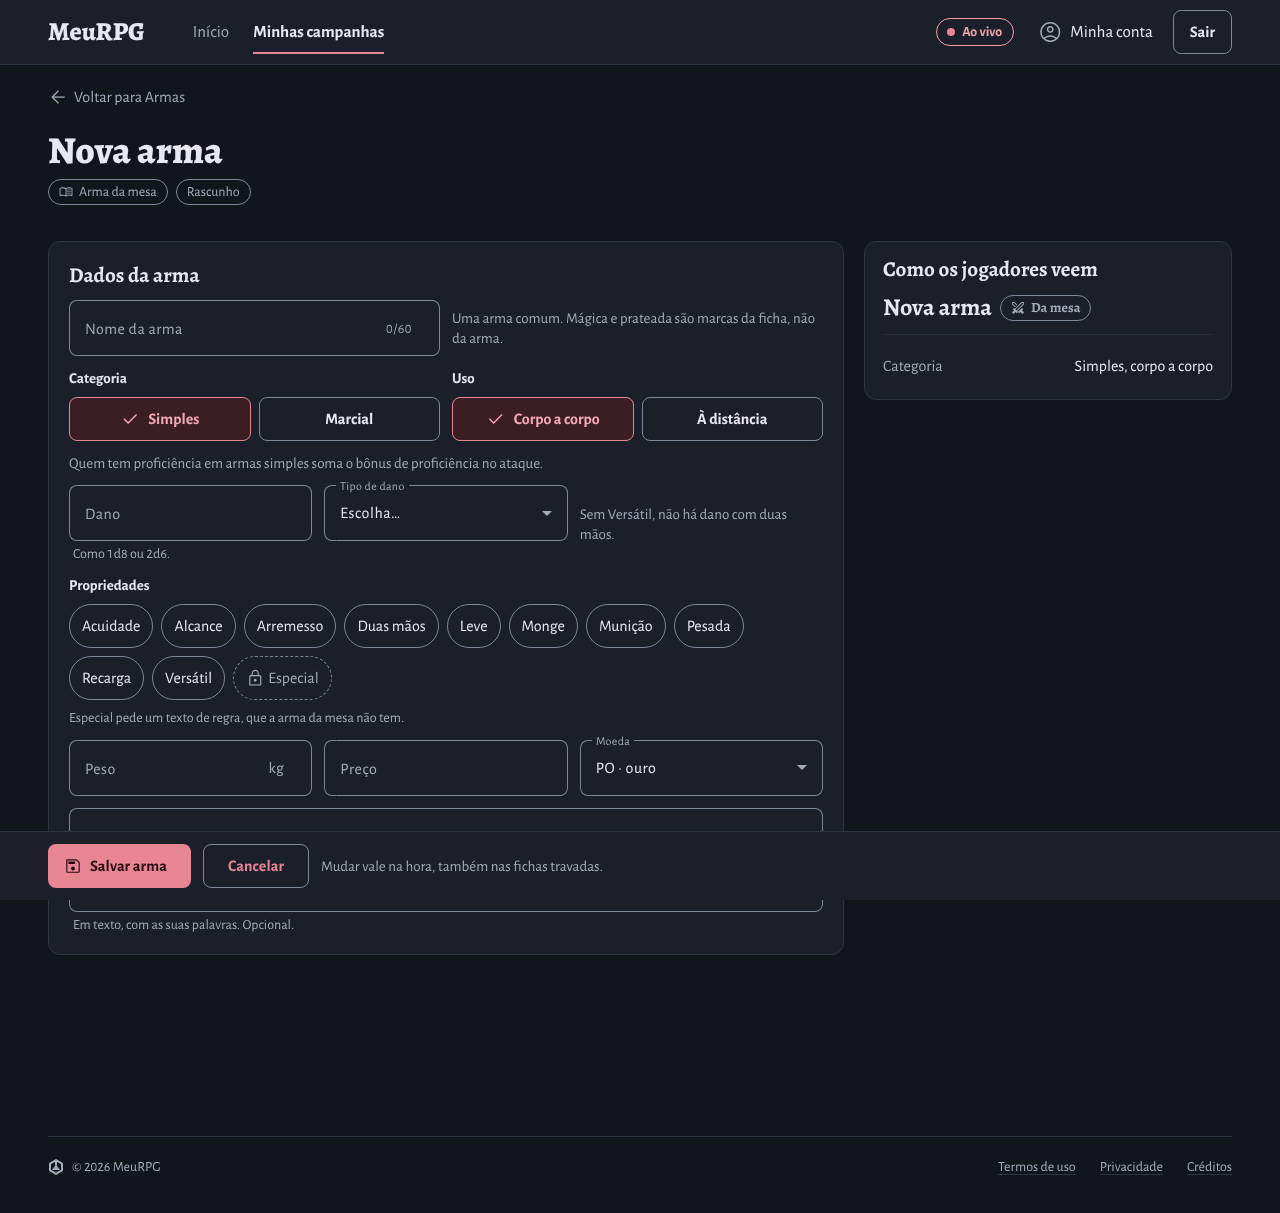 MeuRPG
Início
Minhas campanhas
Ao vivo
Minha conta
Sair
Voltar para Armas
Nova arma
Arma da mesa
Rascunho
Dados da arma
Nome da arma
0/60
Uma arma comum. Mágica e prateada são marcas da ficha, não
da arma.
Categoria
Uso
Simples
Marcial
Corpo a corpo
À distância
Quem tem proficiência em armas simples soma o bônus de proficiência no ataque.
Dano
Tipo de dano
Escolha...
Sem Versátil, não há dano com duas
mãos.
Como 1d8 ou 2d6.
Propriedades
Acuidade
Alcance
Arremesso
Duas mãos
Leve
Monge
Munição
Pesada
Recarga
Versátil
Especial
Especial pede um texto de regra, que a arma da mesa não tem.
Peso
kg
Preço
Moeda
PO · ouro
Salvar arma
Cancelar
Mudar vale na hora, também nas fichas travadas.
Em texto, com as suas palavras. Opcional.
Como os jogadores veem
Nova arma
Da mesa
Categoria
Simples, corpo a corpo
© 2026 MeuRPG
Termos de uso
Privacidade
Créditos